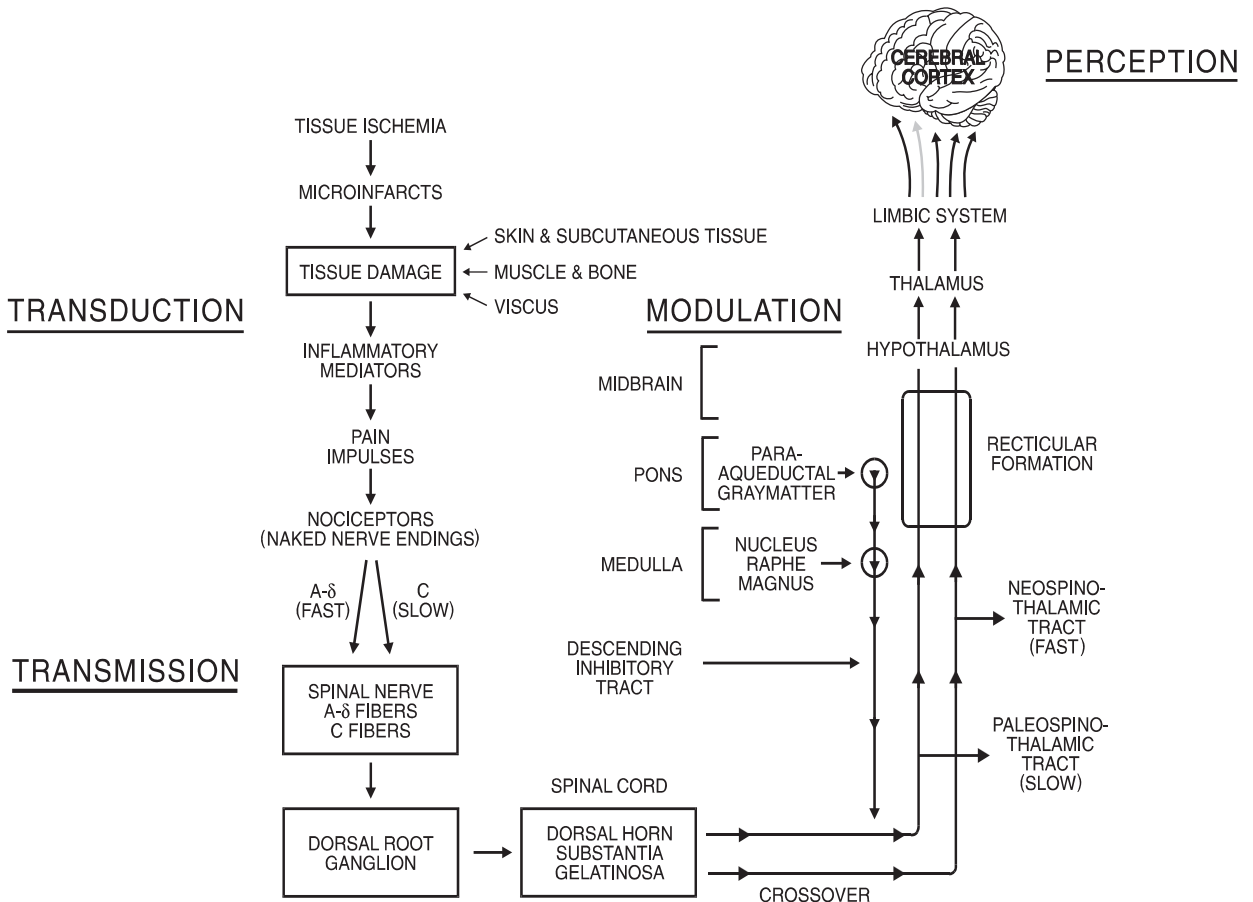 CEREBRAL
CORTEX
PERCEPTION
TISSUE ISCHEMIA
MICROINFARCTS
SKIN & SUBCUTANEOUS TISSUE
TISSUE DAMAGE
MUSCLE & BONE
VISCUS
TRANSDUCTION
INFLAMMATORY
MEDIATORS
PAIN
IMPULSES
NOCICEPTORS
(NAKED NERVE ENDINGS)
A-δ
(FAST)
C
(SLOW)
TRANSMISSION
SPINAL NERVE
A-δ FIBERS
C FIBERS
DORSAL ROOT
GANGLION
SPINAL CORD
DORSAL HORN
SUBSTANTIA
GELATINOSA
CROSSOVER
MODULATION
MIDBRAIN
PONS
PARA-
AQUEDUCTAL
GRAYMATTER
MEDULLA
NUCLEUS
RAPHE
MAGNUS
DESCENDING
INHIBITORY
TRACT
LIMBIC SYSTEM
THALAMUS
HYPOTHALAMUS
RECTICULAR
FORMATION
NEOSPINO-
THALAMIC
TRACT
(FAST)
PALEOSPINO-
THALAMIC
TRACT
(SLOW)